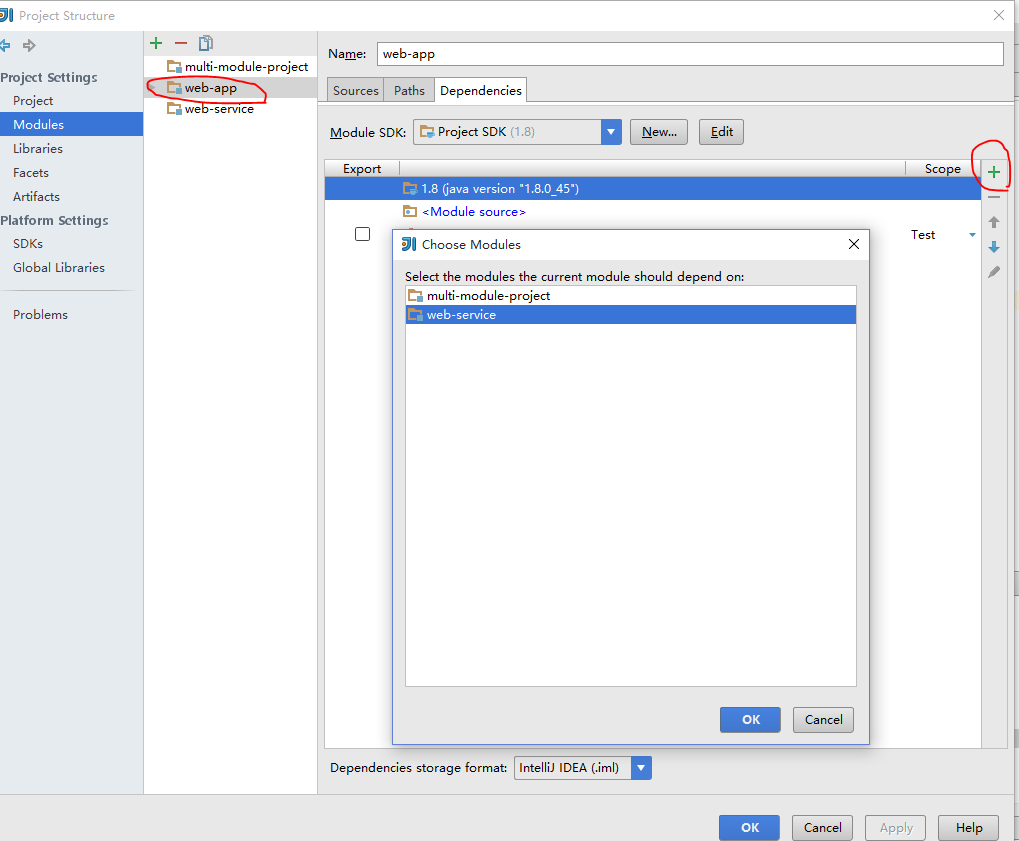 Project Structure
Project Settings
Project
Modules
Libraries
Facets
Artifacts
Platform Settings
SDKs
Global Libraries
Problems
multi-module-project
web-app
web-service
Name: web-app
Sources Paths Dependencies
Module SDK: Project SDK (1.8) New... Edit
Export Scope
1.8 (java version "1.8.0_45")
<Module source>
Test
Choose Modules
Select the modules the current module should depend on:
multi-module-project
web-service
OK Cancel
Dependencies storage format: IntelliJ IDEA (.iml)
OK Cancel Apply Help